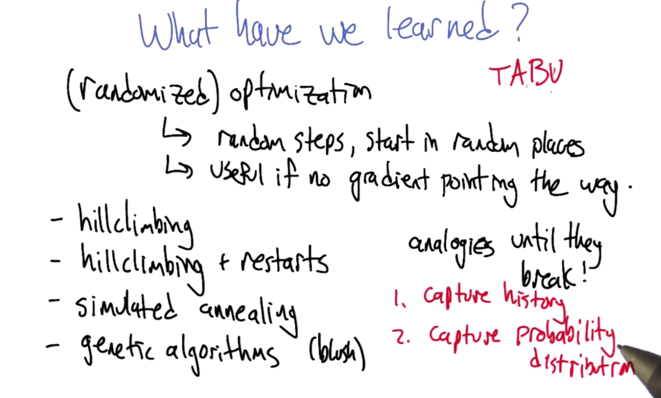 What have we learned?
TABU
(randomized) optimization
↳ random steps, start in random places
↳ useful if no gradient pointing the way.
- hillclimbing
- hillclimbing + restarts
- simulated annealing
- genetic algorithms (blush)
analogies until they
break!
1. capture history
2. capture probability
distribution